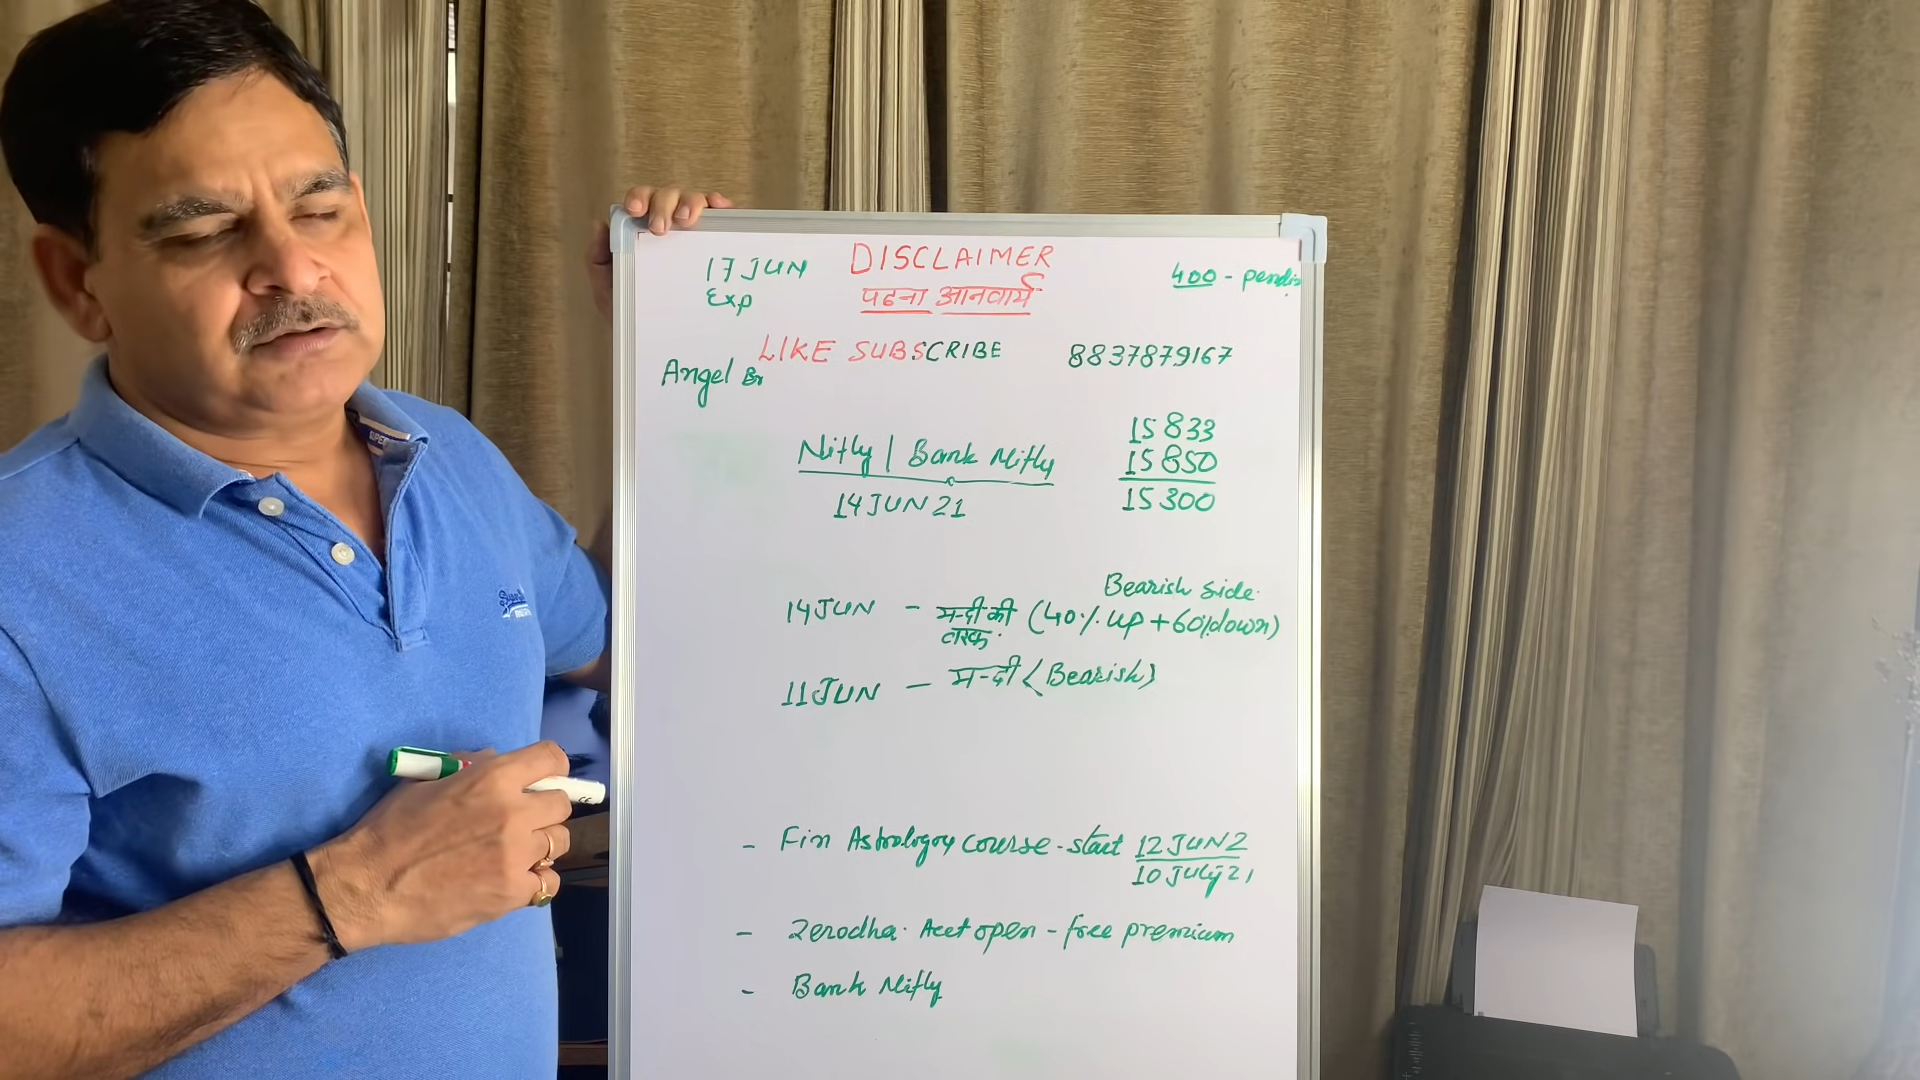 17 JUN
Exp
DISCLAIMER
पढना आनवार्य
400 - pendin
LIKE SUBSCRIBE
8837879167
Angel Br
Nifty | Bank Nifty
14 JUN 21
15833
15850
15300
Bearish side.
14 JUN - मन्दी की तरफ. (40% up + 60% down)
11 JUN - मन्दी (Bearish)
- Fin Astrology course - start 12 JUN 2
10 July 21
- Zerodha. Acct open - free premium
- Bank Nifty